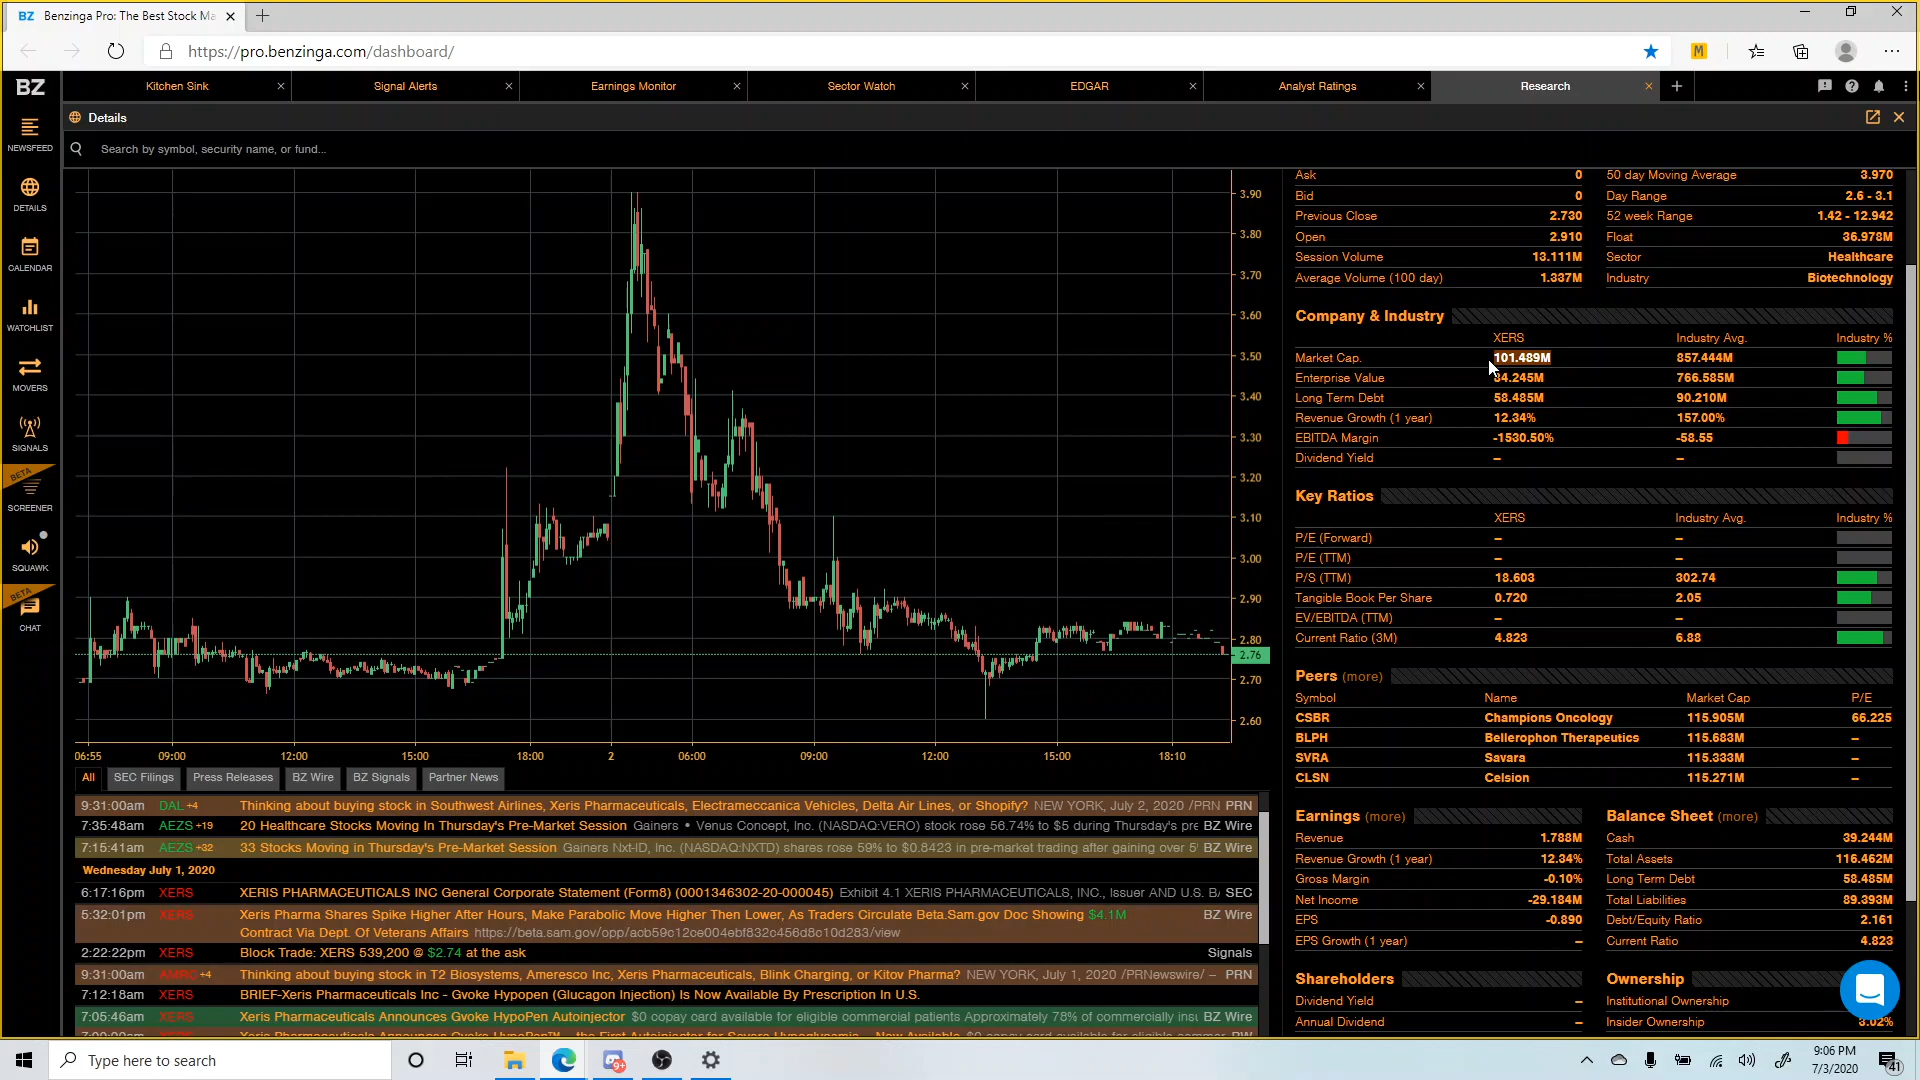 BZ Benzinga Pro: The Best Stock Ma
https://pro.benzinga.com/dashboard/
M
BZ
Kitchen Sink
Signal Alerts
Earnings Monitor
Sector Watch
EDGAR
Analyst Ratings
Research
Details
Search by symbol, security name, or fund...
NEWSFEED
DETAILS
CALENDAR
WATCHLIST
MOVERS
SIGNALS
BETA
SCREENER
SQUAWK
BETA
CHAT
3.90
3.80
3.70
3.60
3.50
3.40
3.30
3.20
3.10
3.00
2.90
2.80
2.76
2.70
2.60
06:55 09:00 12:00 15:00 18:00 2 06:00 09:00 12:00 15:00 18:10
All SEC Filings Press Releases BZ Wire BZ Signals Partner News
9:31:00am DAL +4 Thinking about buying stock in Southwest Airlines, Xeris Pharmaceuticals, Electrameccanica Vehicles, Delta Air Lines, or Shopify? NEW YORK, July 2, 2020 /PRN PRN
7:35:48am AEZS +19 20 Healthcare Stocks Moving In Thursday's Pre-Market Session Gainers • Venus Concept, Inc. (NASDAQ:VERO) stock rose 56.74% to $5 during Thursday's pre BZ Wire
7:15:41am AEZS +32 33 Stocks Moving in Thursday's Pre-Market Session Gainers Nxt-ID, Inc. (NASDAQ:NXTD) shares rose 59% to $0.8423 in pre-market trading after gaining over 5 BZ Wire
Wednesday July 1, 2020
6:17:16pm XERS XERIS PHARMACEUTICALS INC General Corporate Statement (Form8) (0001346302-20-000045) Exhibit 4.1 XERIS PHARMACEUTICALS, INC., Issuer AND U.S. B SEC
5:32:01pm XERS Xeris Pharma Shares Spike Higher After Hours, Make Parabolic Move Higher Then Lower, As Traders Circulate Beta.Sam.gov Doc Showing $4.1M BZ Wire
Contract Via Dept. Of Veterans Affairs https://beta.sam.gov/opp/acb59c12ce004ebf832c456d8c10d283/view
2:22:22pm XERS Block Trade: XERS 539,200 @ $2.74 at the ask Signals
9:31:00am AMRC +4 Thinking about buying stock in T2 Biosystems, Ameresco Inc, Xeris Pharmaceuticals, Blink Charging, or Kitov Pharma? NEW YORK, July 1, 2020 /PRNewswire/ – PRN
7:12:18am XERS BRIEF-Xeris Pharmaceuticals Inc - Gvoke Hypopen (Glucagon Injection) Is Now Available By Prescription In U.S.
7:05:46am XERS Xeris Pharmaceuticals Announces Gvoke HypoPen Autoinjector $0 copay card available for eligible commercial patients Approximately 78% of commercially insu BZ Wire
Ask 0 50 day Moving Average 3.970
Bid 0 Day Range 2.6 - 3.1
Previous Close 2.730 52 week Range 1.42 - 12.942
Open 2.910 Float 36.978M
Session Volume 13.111M Sector Healthcare
Average Volume (100 day) 1.337M Industry Biotechnology
Company & Industry
XERS Industry Avg. Industry %
Market Cap. 101.489M 857.444M
Enterprise Value 84.245M 766.585M
Long Term Debt 58.485M 90.210M
Revenue Growth (1 year) 12.34% 157.00%
EBITDA Margin -1530.50% -58.55
Dividend Yield – –
Key Ratios
XERS Industry Avg. Industry %
P/E (Forward) – –
P/E (TTM) – –
P/S (TTM) 18.603 302.74
Tangible Book Per Share 0.720 2.05
EV/EBITDA (TTM) – –
Current Ratio (3M) 4.823 6.88
Peers (more)
Symbol Name Market Cap P/E
CSBR Champions Oncology 115.905M 66.225
BLPH Bellerophon Therapeutics 115.683M –
SVRA Savara 115.333M –
CLSN Celsion 115.271M –
Earnings (more) Balance Sheet (more)
Revenue 1.788M Cash 39.244M
Revenue Growth (1 year) 12.34% Total Assets 116.462M
Gross Margin -0.10% Long Term Debt 58.485M
Net Income -29.184M Total Liabilities 89.393M
EPS -0.890 Debt/Equity Ratio 2.161
EPS Growth (1 year) – Current Ratio 4.823
Shareholders Ownership
Dividend Yield – Institutional Ownership
Annual Dividend – Insider Ownership 3.02%
Type here to search
9+
9:06 PM
7/3/2020
41